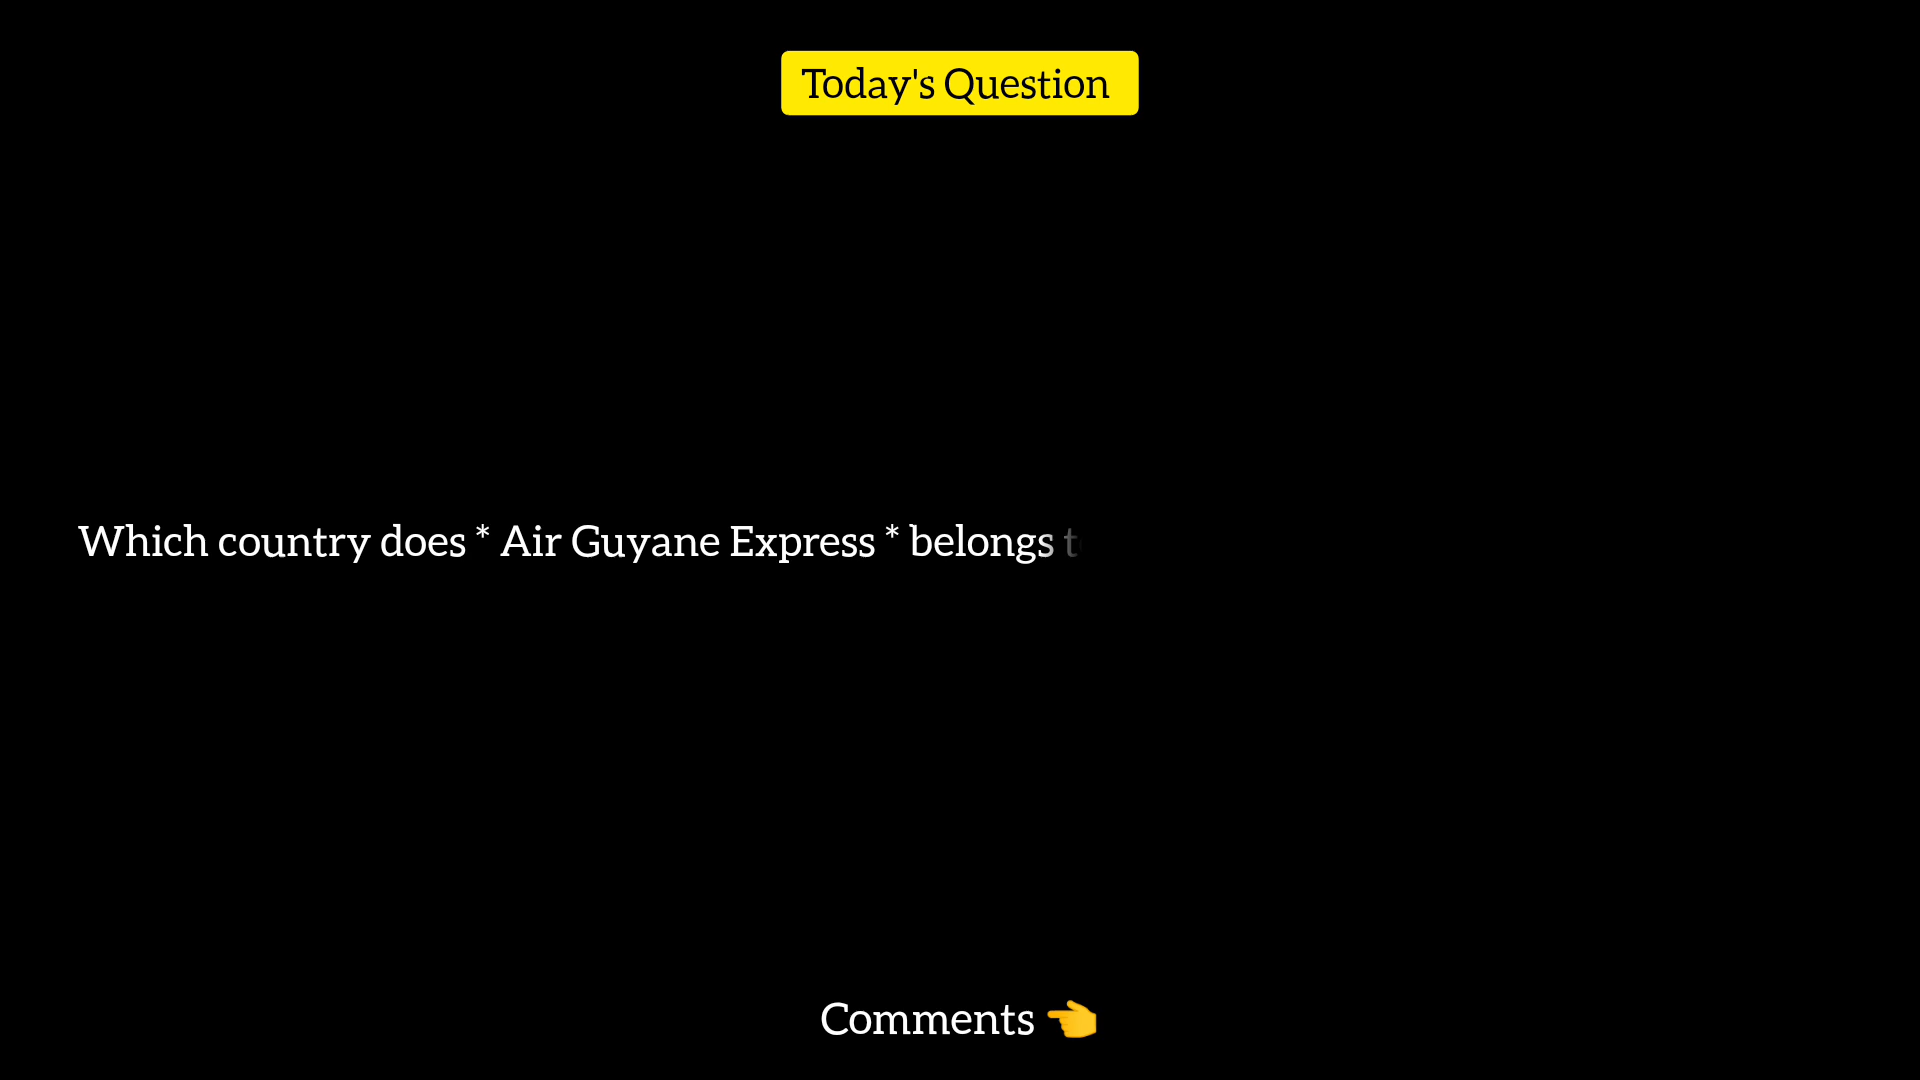 Today's Question
Which country does * Air Guyane Express * belongs
Comments 👈